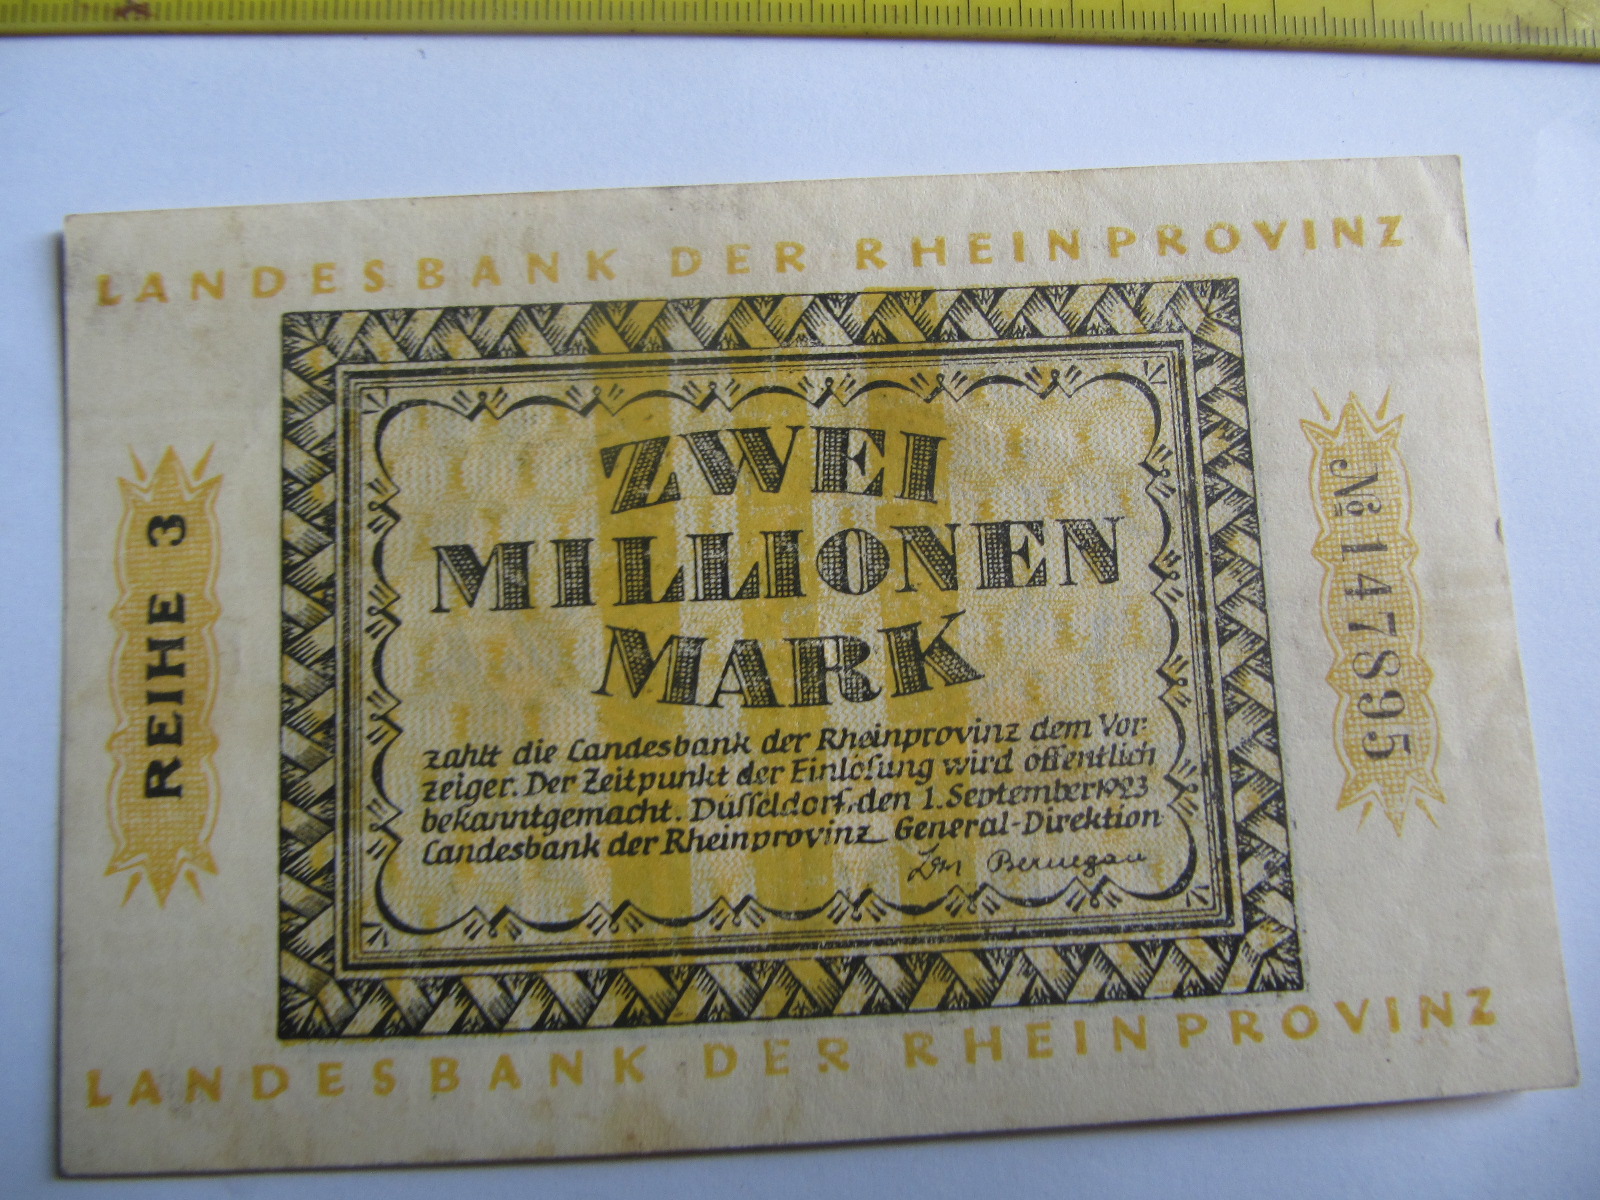 LANDESBANK DER RHEINPROVINZ
REIHE 3
ZWEI
MILLIONEN
MARK
zahlt die Landesbank der Rheinprovinz dem Vor-
zeiger. Der Zeitpunkt der Einlöſung wird öffentlich
bekanntgemacht. Düſſeldorf, den 1. September 1923
Landesbank der Rheinprovinz General-Direktion
Bernegau
№ 147895
LANDESBANK DER RHEINPROVINZ